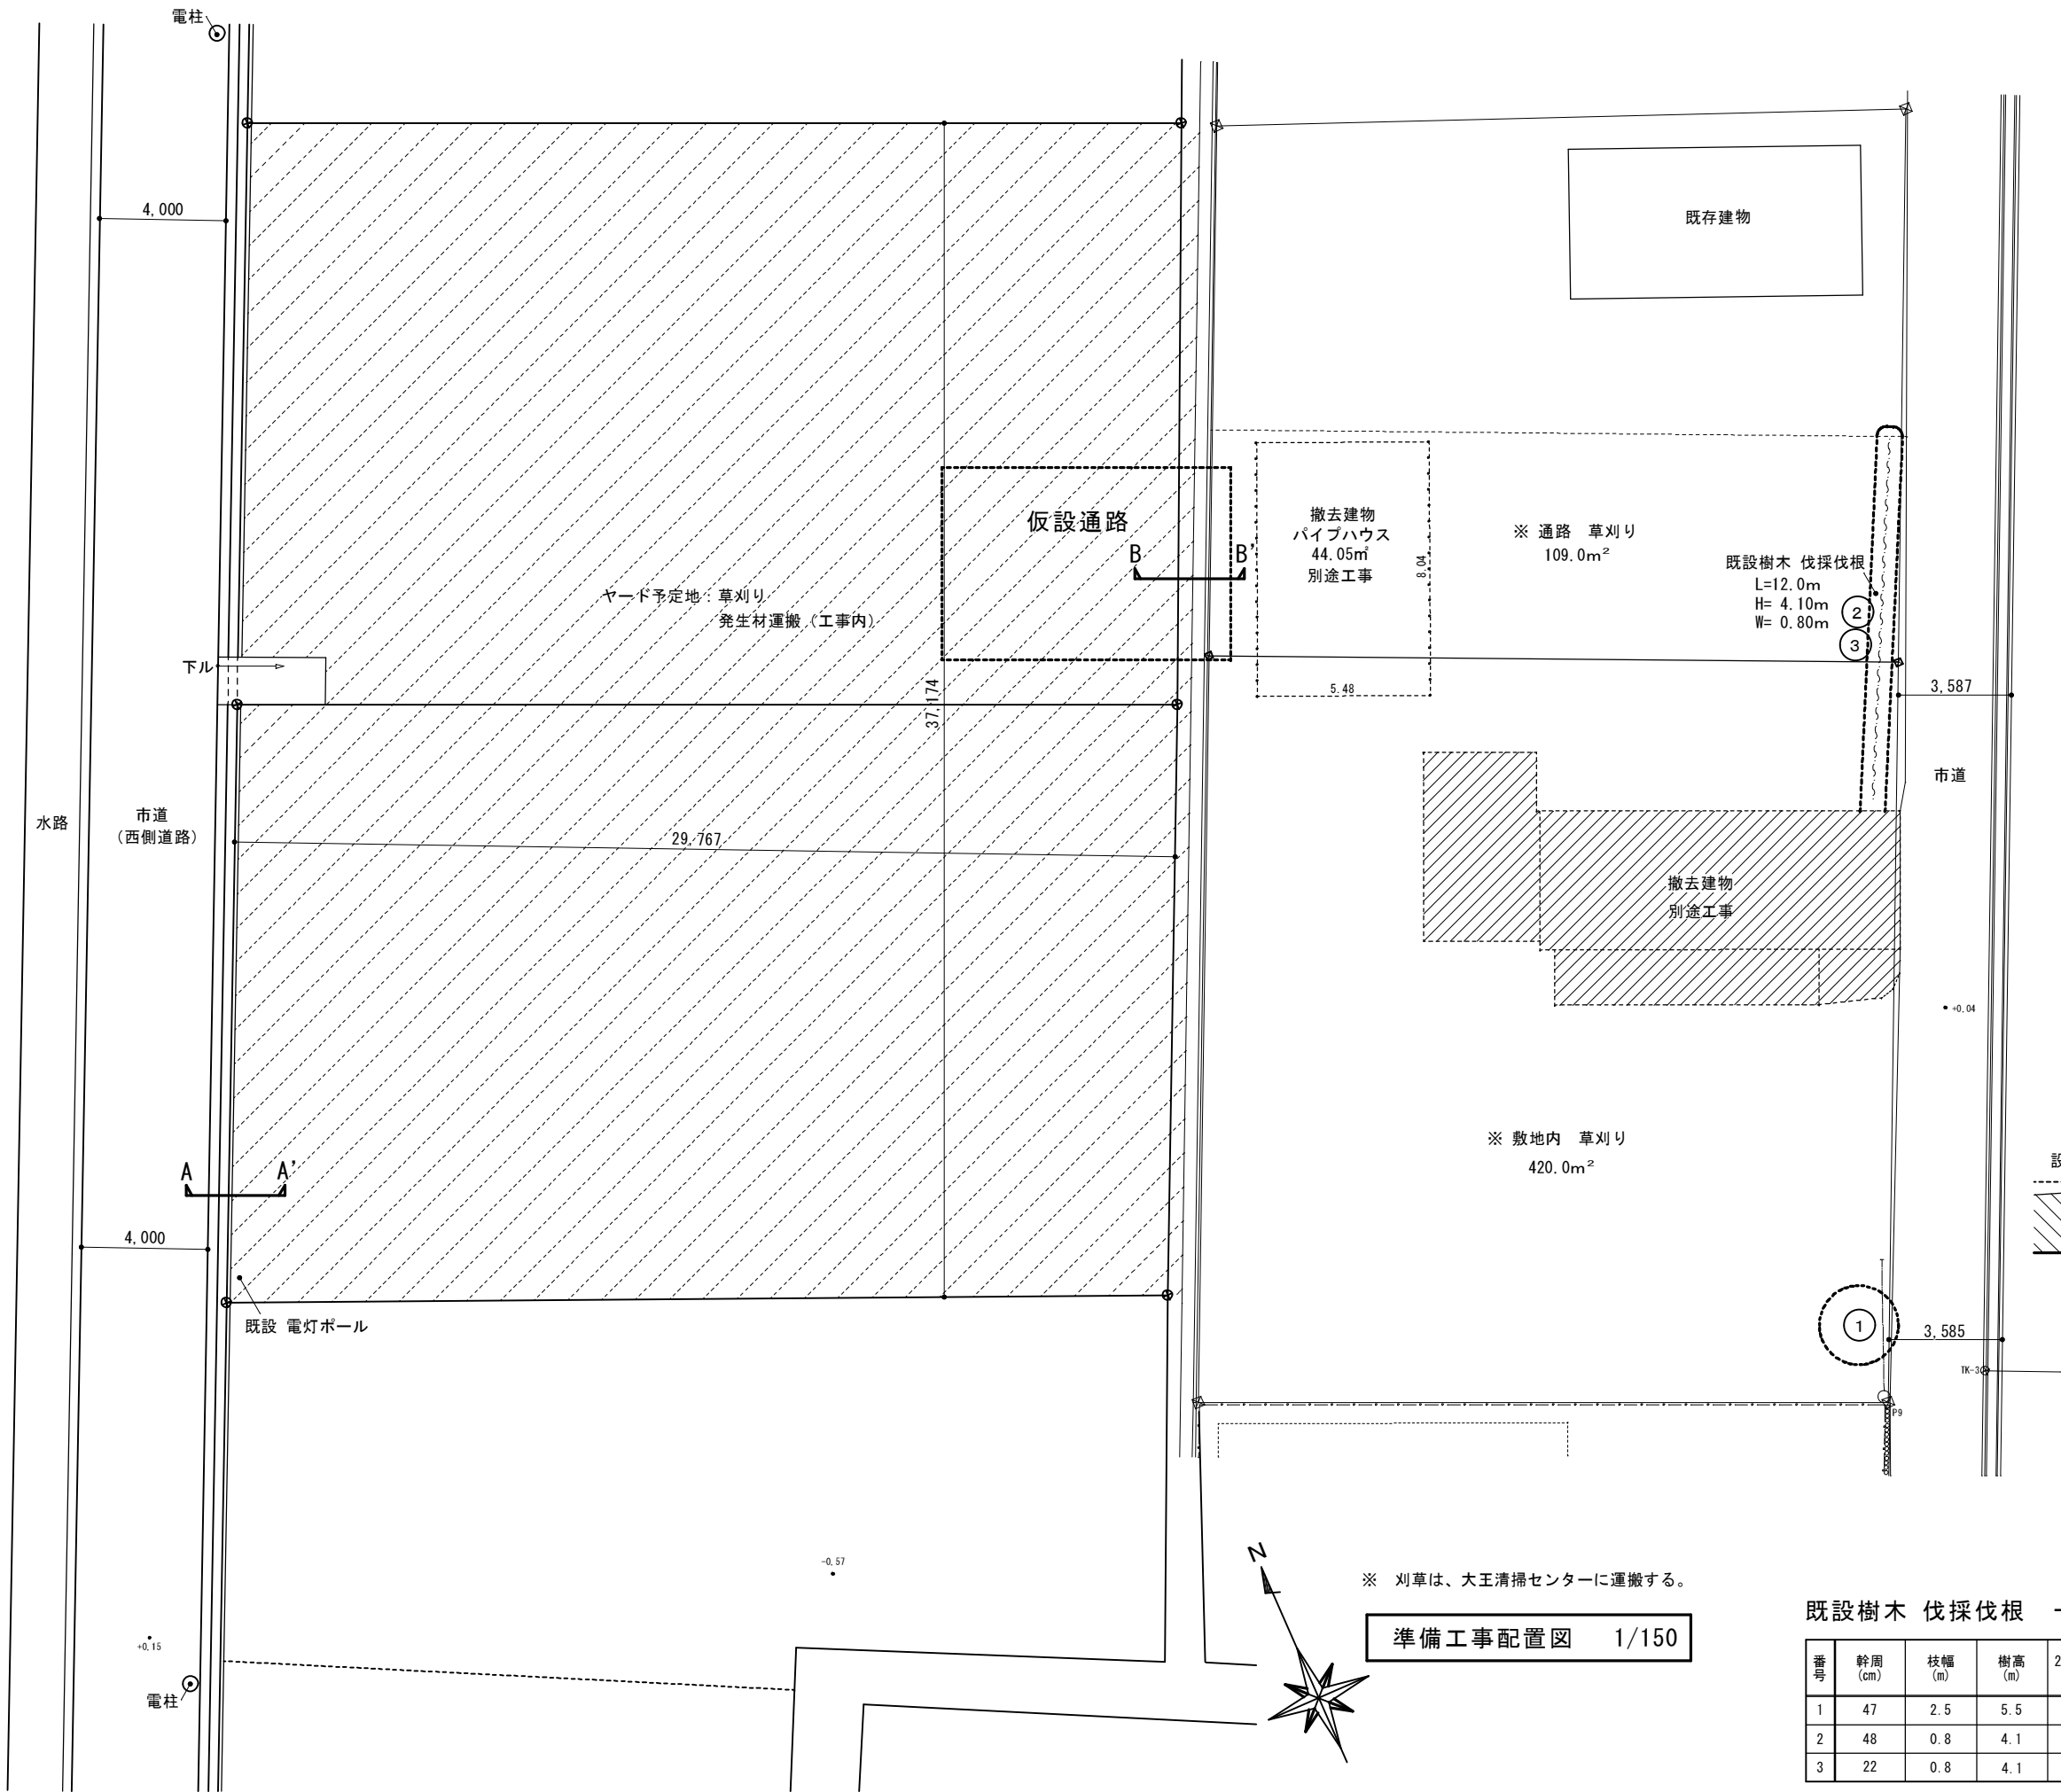 電柱
4,000
既存建物
仮設通路
B
B'
撤去建物
パイプハウス
44.05㎡
別途工事
8.04
5.48
※ 通路　草刈り
109.0m²
既設樹木 伐採伐根
L=12.0m
H= 4.10m
W= 0.80m
②
③
ヤード予定地：草刈り
発生材運搬（工事内）
下ル
37,174
3,587
市道
水路
市道
（西側道路）
29,767
撤去建物
別途工事
+0.04
※ 敷地内　草刈り
420.0m²
A
A'
4,000
既設 電灯ポール
①
3,585
TK-3
P9
-0.57
+0.15
電柱
N
※　刈草は、大王清掃センターに運搬する。
準備工事配置図　1/150
既設樹木 伐採伐根
番号 幹周(cm) 枝幅(m) 樹高(m) 2
1 47 2.5 5.5
2 48 0.8 4.1
3 22 0.8 4.1